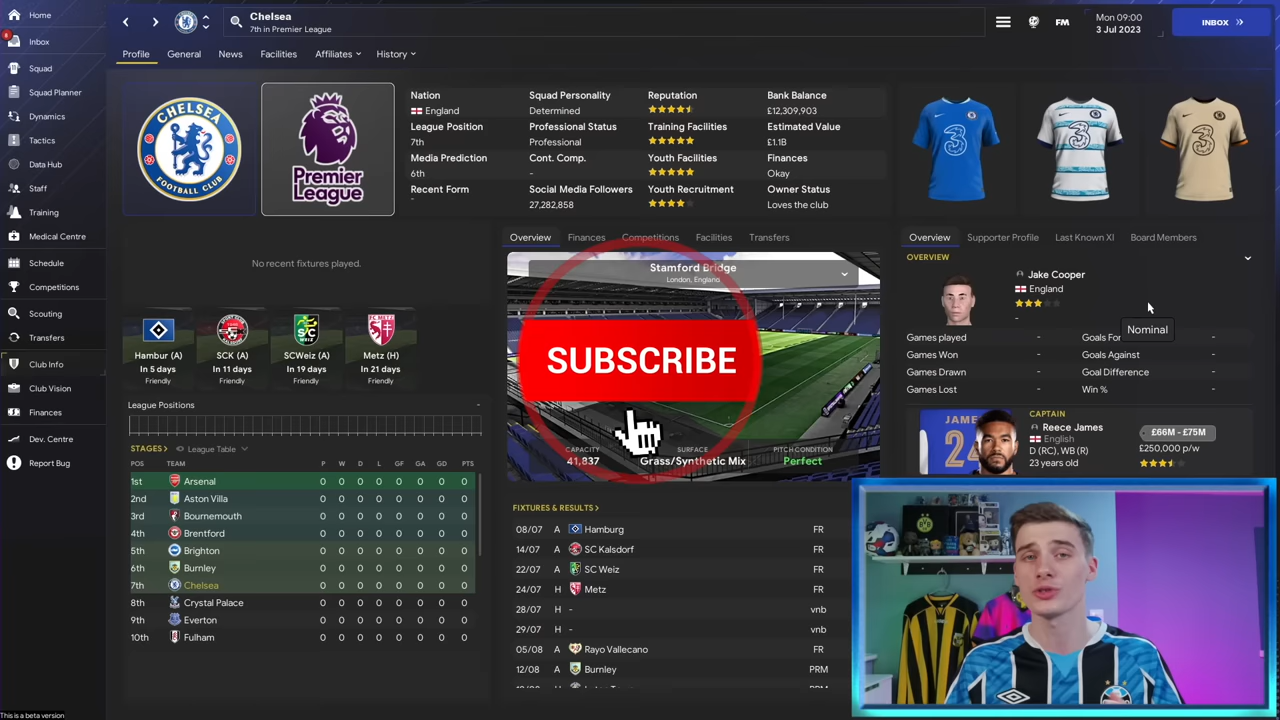 Home
Inbox
Squad
Squad Planner
Dynamics
Tactics
Data Hub
Staff
Training
Medical Centre
Schedule
Competitions
Scouting
Transfers
Club Info
Club Vision
Finances
Dev. Centre
Report Bug
This is a beta version
Chelsea
7th in Premier League
FM
Mon 09:00
3 Jul 2023
INBOX
Profile
General
News
Facilities
Affiliates
History
CHELSEA
FOOTBALL CLUB
Premier
League
Nation
England
League Position
7th
Media Prediction
6th
Recent Form
-
Squad Personality
Determined
Professional Status
Professional
Cont. Comp.
-
Social Media Followers
27,282,858
Reputation
Training Facilities
Youth Facilities
Youth Recruitment
Bank Balance
£12,309,903
Estimated Value
£1.1B
Finances
Okay
Owner Status
Loves the club
3
3
3
No recent fixtures played.
Hambur (A) SCK (A) SCWeiz (A) Metz (H)
In 5 days In 11 days In 19 days In 21 days
Friendly Friendly Friendly Friendly
League Positions -
STAGES > League Table
POS TEAM P W D L GF GA GD PTS
1st Arsenal 0 0 0 0 0 0 0 0
2nd Aston Villa 0 0 0 0 0 0 0 0
3rd Bournemouth 0 0 0 0 0 0 0 0
4th Brentford 0 0 0 0 0 0 0 0
5th Brighton 0 0 0 0 0 0 0 0
6th Burnley 0 0 0 0 0 0 0 0
7th Chelsea 0 0 0 0 0 0 0 0
8th Crystal Palace 0 0 0 0 0 0 0 0
9th Everton 0 0 0 0 0 0 0 0
10th Fulham 0 0 0 0 0 0 0 0
Overview Finances Competitions Facilities Transfers
Stamford Bridge
London, England
SUBSCRIBE
CAPACITY SURFACE PITCH CONDITION
41,837 Grass/Synthetic Mix Perfect
FIXTURES & RESULTS >
08/07 A Hamburg FR
14/07 A SC Kalsdorf FR
22/07 A SC Weiz FR
24/07 H Metz FR
28/07 H - vnb
29/07 H - vnb
05/08 A Rayo Vallecano FR
12/08 A Burnley PRM
Overview Supporter Profile Last Known XI Board Members
OVERVIEW
Jake Cooper
England
-
Nominal
Games played - Goals For -
Games Won - Goals Against -
Games Drawn - Goal Difference -
Games Lost - Win % -
JAMES
24
CAPTAIN
Reece James
English
D (RC), WB (R)
23 years old
£66M - £75M
£250,000 p/w